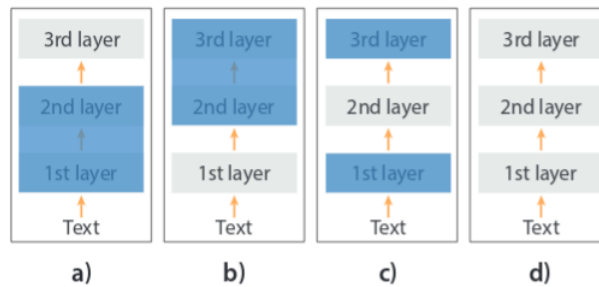 3rd layer
2nd layer
1st layer
Text
a)
3rd layer
2nd layer
1st layer
Text
b)
3rd layer
2nd layer
1st layer
Text
c)
3rd layer
2nd layer
1st layer
Text
d)